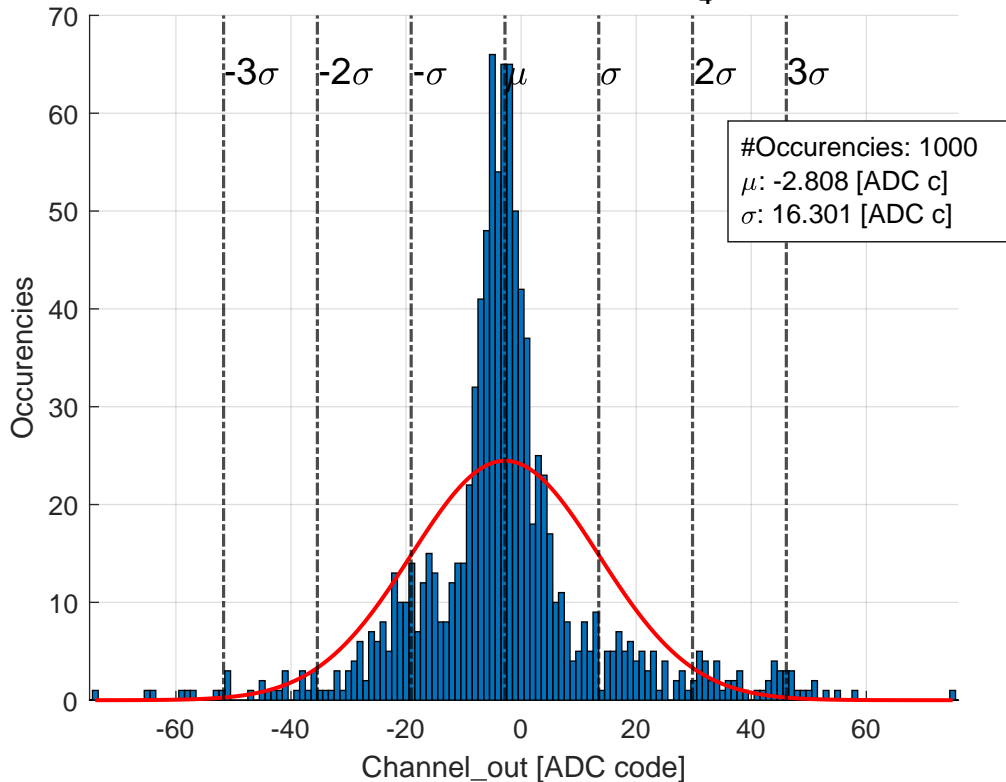 4
70
60
50
40
30
20
10
0
-3σ
-2σ
-σ
μ
σ
2σ
3σ
#Occurencies: 1000
μ: -2.808 [ADC c]
σ: 16.301 [ADC c]
Occurencies
-60
-40
-20
0
20
40
60
Channel_out [ADC code]